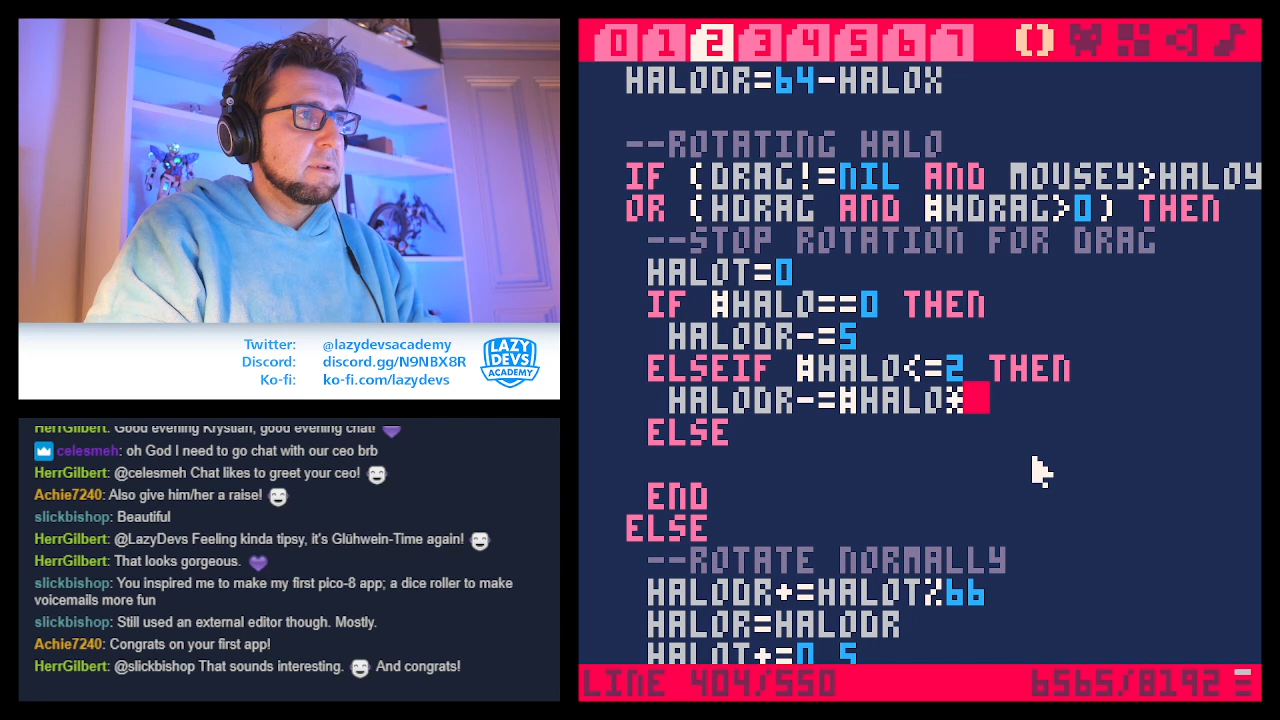 Twitter: @lazydevsacademy
Discord: discord.gg/N9NBX8R
Ko-fi: ko-fi.com/lazydevs
LAZY
DEVS
ACADEMY
HerrGilbert: Good evening Krystian, good evening chat!
celesmeh: oh God I need to go chat with our ceo brb
HerrGilbert: @celesmeh Chat likes to greet your ceo!
Achie7240: Also give him/her a raise!
slickbishop: Beautiful
HerrGilbert: @LazyDevs Feeling kinda tipsy, it's Glühwein-Time again!
HerrGilbert: That looks gorgeous.
slickbishop: You inspired me to make my first pico-8 app; a dice roller to make
voicemails more fun
slickbishop: Still used an external editor though. Mostly.
Achie7240: Congrats on your first app!
HerrGilbert: @slickbishop That sounds interesting. And congrats!
0 1 2 3 4 5 6 7 ()
HALODR=64-HALOX
--ROTATING HALO
IF (DRAG!=NIL AND MOUSEY>HALOY
OR (HDRAG AND #HDRAG>0) THEN
--STOP ROTATION FOR DRAG
HALOT=0
IF #HALO==0 THEN
HALODR-=5
ELSEIF #HALO<=2 THEN
HALODR-=#HALO*
ELSE
END
ELSE
--ROTATE NORMALLY
HALODR+=HALOT%66
HALOR=HALODR
HALOT+=0.5
LINE 404/550
6565/8192